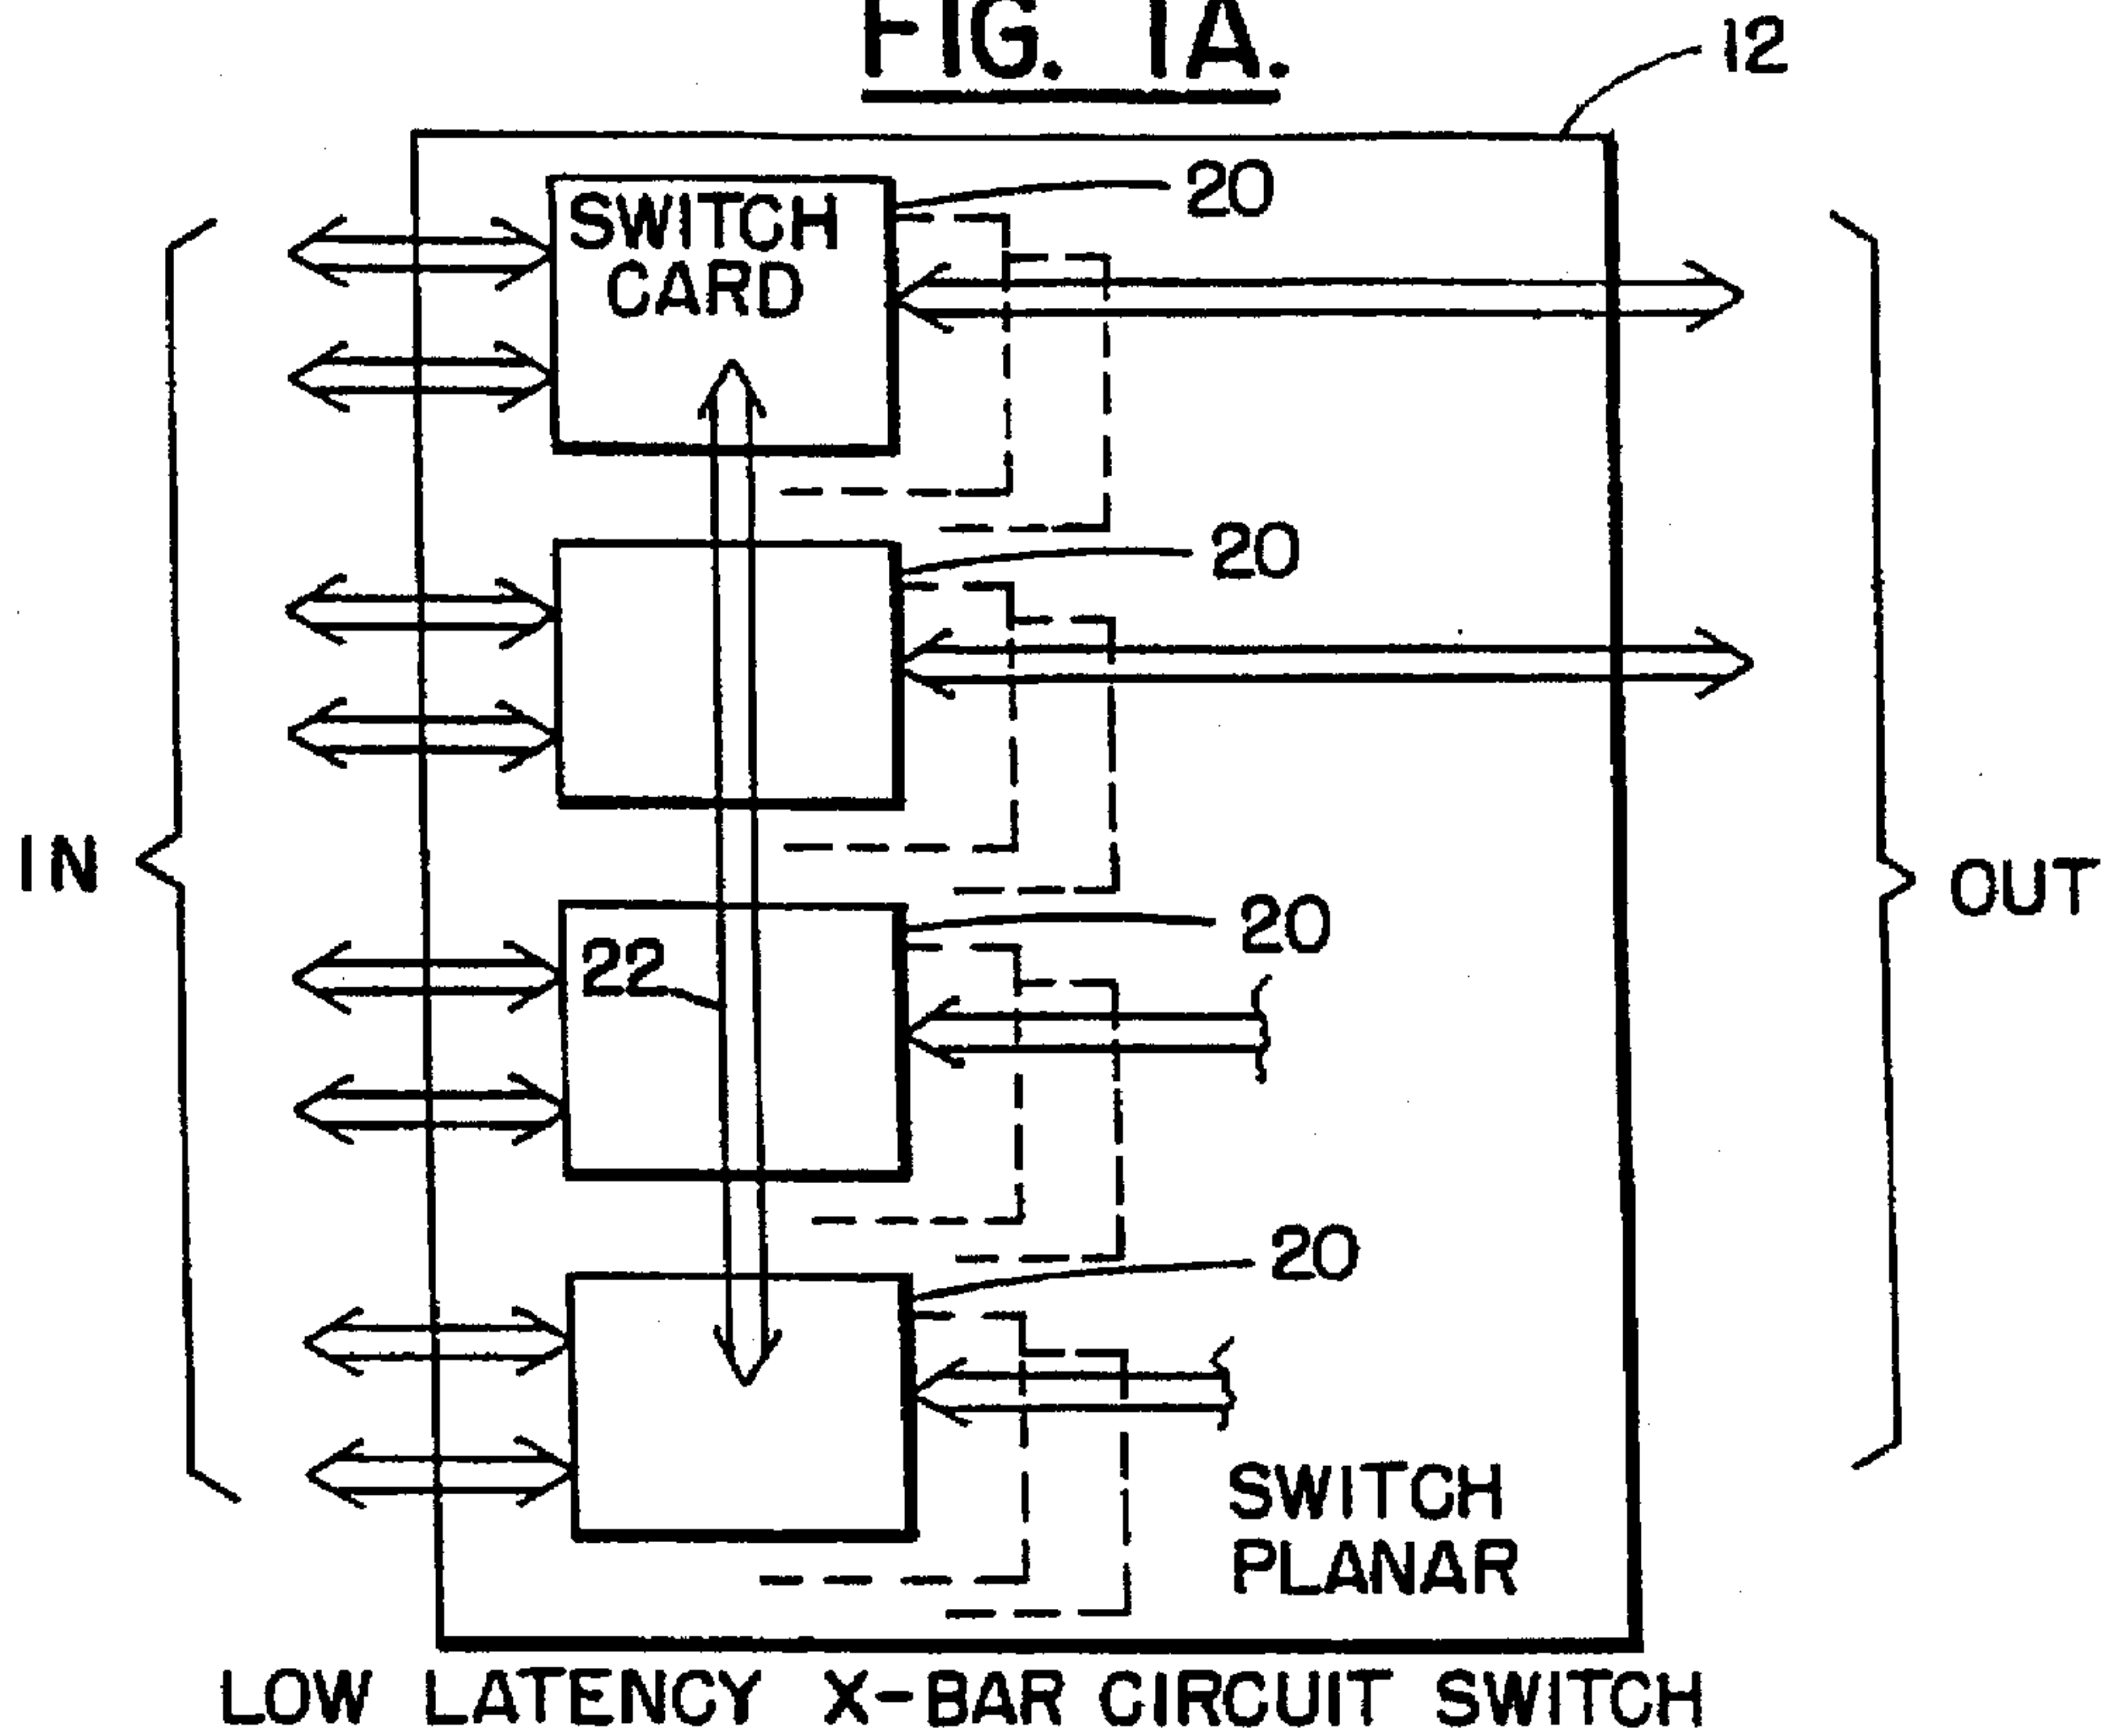 FIG. 1A.
12
SWITCH
CARD
20
20
IN
OUT
20
22
20
SWITCH
PLANAR
LOW LATENCY X-BAR CIRCUIT SWITCH